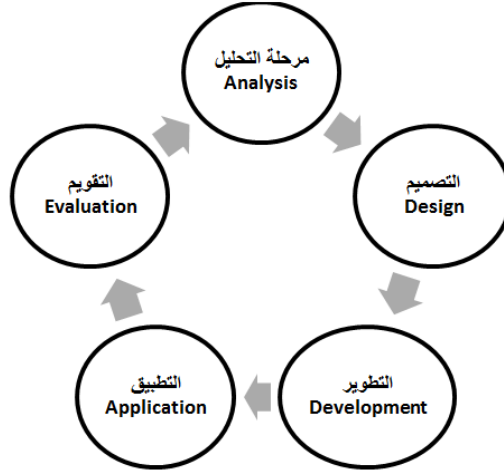 مرحلة التحليل
Analysis
التصميم
Design
التطوير
Development
التطبيق
Application
التقويم
Evaluation